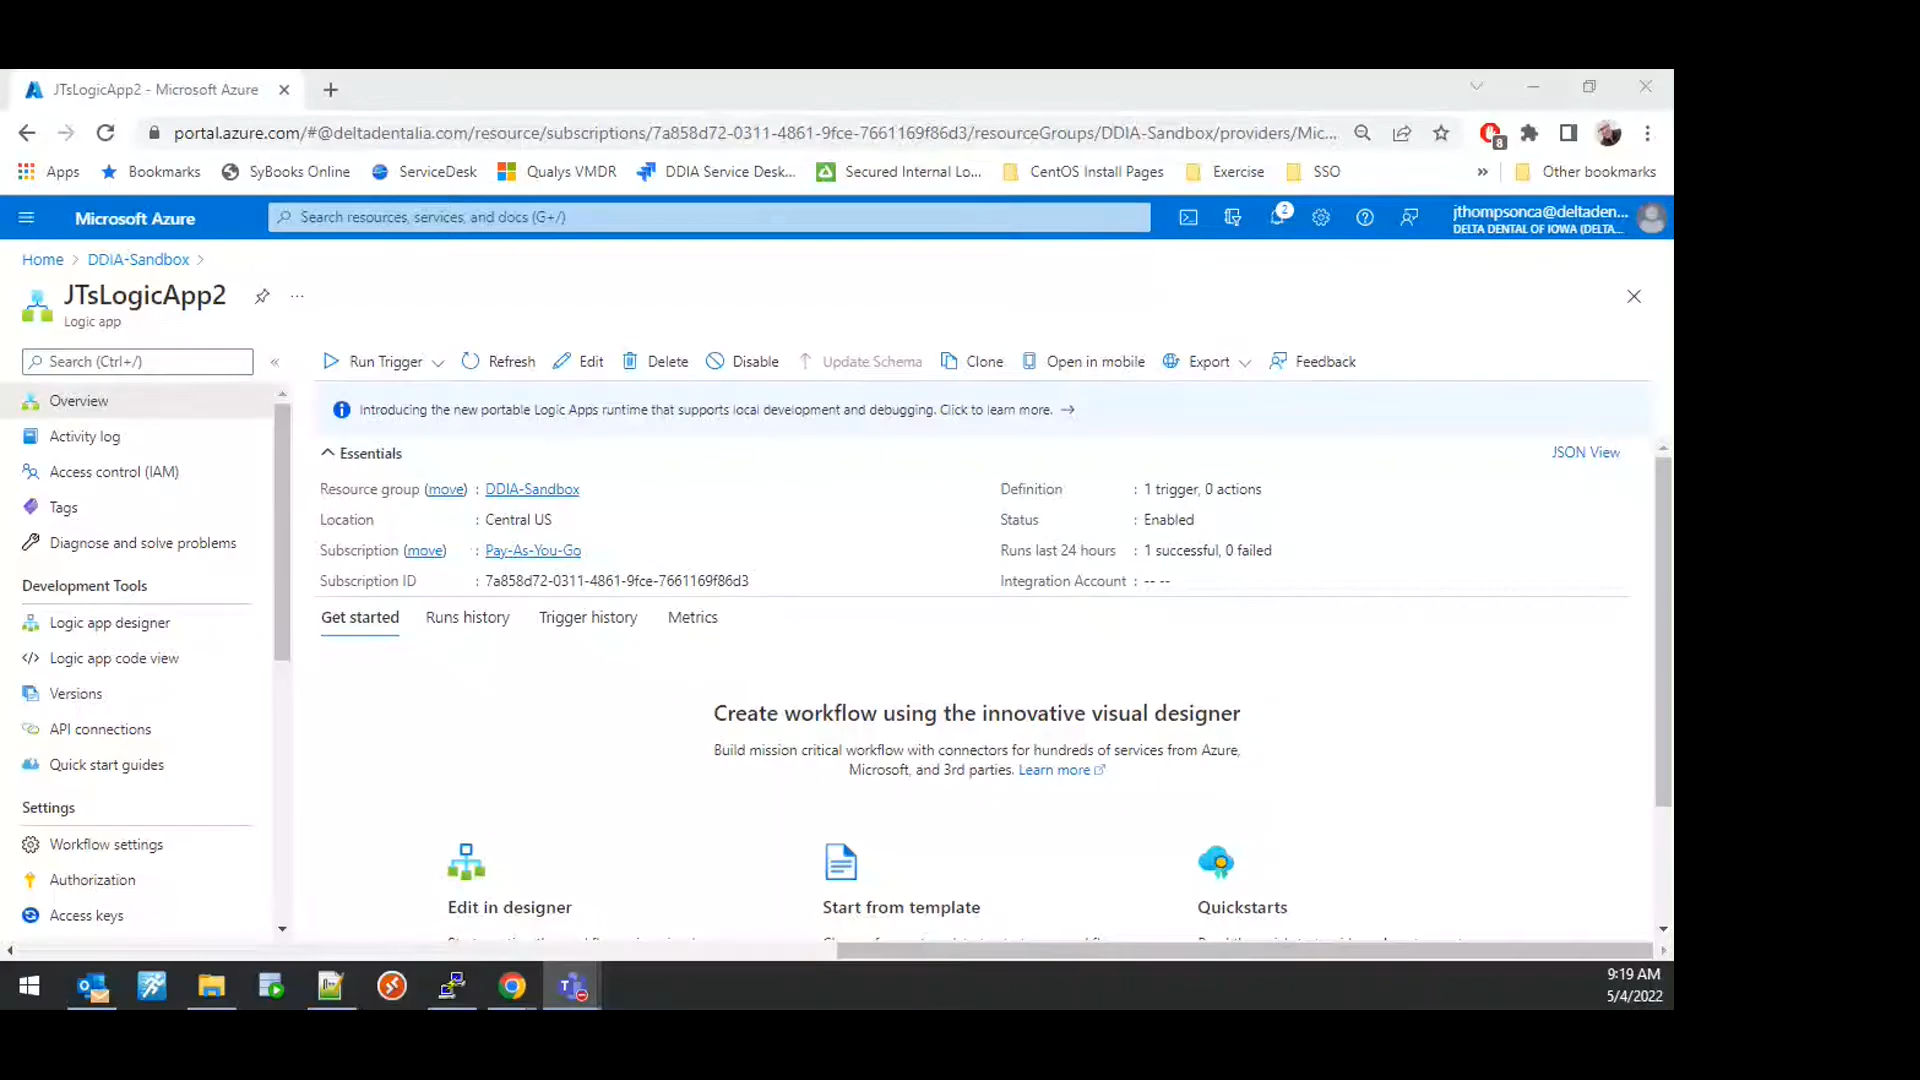 JTsLogicApp2 - Microsoft Azure
portal.azure.com/#@deltadentalia.com/resource/subscriptions/7a858d72-0311-4861-9fce-7661169f86d3/resourceGroups/DDIA-Sandbox/providers/Mic...
8
Apps Bookmarks SyBooks Online ServiceDesk Qualys VMDR DDIA Service Desk... Secured Internal Lo... CentOS Install Pages Exercise SSO » Other bookmarks
Microsoft Azure
Search resources, services, and docs (G+/)
2
jthompsonca@deltaden...
DELTA DENTAL OF IOWA (DELTA...
Home > DDIA-Sandbox >
JTsLogicApp2 ...
Logic app
Search (Ctrl+/) «
Run Trigger Refresh Edit Delete Disable Update Schema Clone Open in mobile Export Feedback
Introducing the new portable Logic Apps runtime that supports local development and debugging. Click to learn more. →
Overview
Activity log
Access control (IAM)
Tags
Diagnose and solve problems
Development Tools
Logic app designer
Logic app code view
Versions
API connections
Quick start guides
Settings
Workflow settings
Authorization
Access keys
Essentials
JSON View
Resource group (move) : DDIA-Sandbox
Location : Central US
Subscription (move) : Pay-As-You-Go
Subscription ID : 7a858d72-0311-4861-9fce-7661169f86d3
Definition : 1 trigger, 0 actions
Status : Enabled
Runs last 24 hours : 1 successful, 0 failed
Integration Account : -- --
Get started Runs history Trigger history Metrics
Create workflow using the innovative visual designer
Build mission critical workflow with connectors for hundreds of services from Azure,
Microsoft, and 3rd parties. Learn more
Edit in designer
Start from template
Quickstarts
9:19 AM
5/4/2022